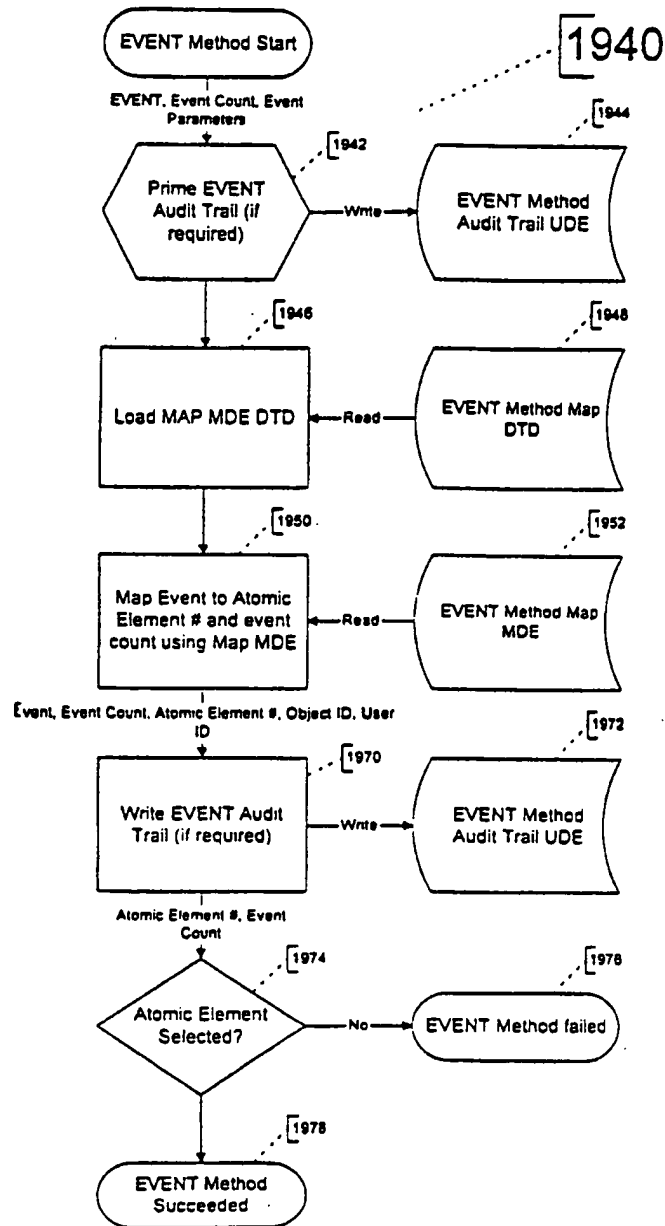 EVENT Method Start
1940
EVENT, Event Count, Event
Parameters
1942
1944
Prime EVENT
Audit Trail (if
required)
Write
EVENT Method
Audit Trail UDE
1946
1948
Load MAP MDE DTD
Read
EVENT Method Map
DTD
1950
1952
Map Event to Atomic
Element # and event
count using Map MDE
Read
EVENT Method Map
MDE
Event, Event Count, Atomic Element #, Object ID, User
ID
1970
1972
Write EVENT Audit
Trail (if required)
Write
EVENT Method
Audit Trail UDE
Atomic Element #, Event
Count
1974
1976
Atomic Element
Selected?
No
EVENT Method failed
1978
EVENT Method
Succeeded